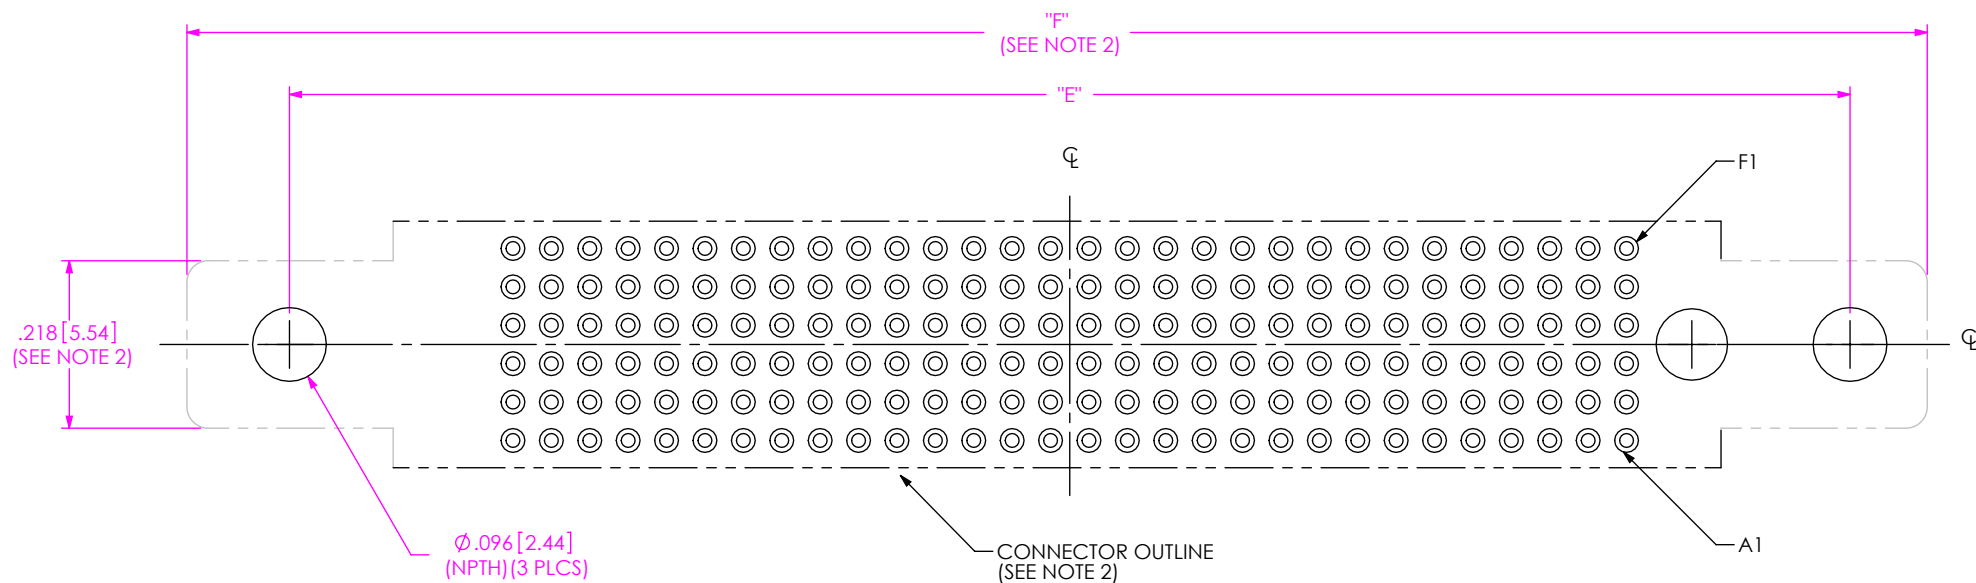 "F"
(SEE NOTE 2)
"E"
℄
F1
.218[5.54]
(SEE NOTE 2)
℄
Ø.096[2.44]
(NPTH)(3 PLCS)
CONNECTOR OUTLINE
(SEE NOTE 2)
A1